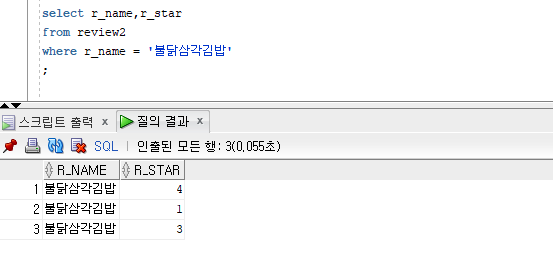 select r_name,r_star
from review2
where r_name = '불닭삼각김밥'
;
스크립트 출력 x 질의 결과 x
SQL | 인출된 모든 행: 3(0,055초)
R_NAME R_STAR
1 불닭삼각김밥 4
2 불닭삼각김밥 1
3 불닭삼각김밥 3